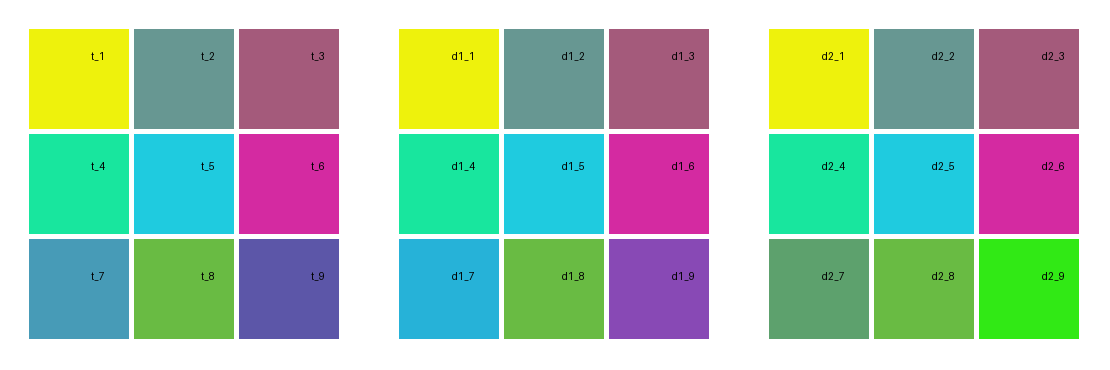 t_1 t_2 t_3 d1_1 d1_2 d1_3 d2_1 d2_2 d2_3
t_4 t_5 t_6 d1_4 d1_5 d1_6 d2_4 d2_5 d2_6
t_7 t_8 t_9 d1_7 d1_8 d1_9 d2_7 d2_8 d2_9